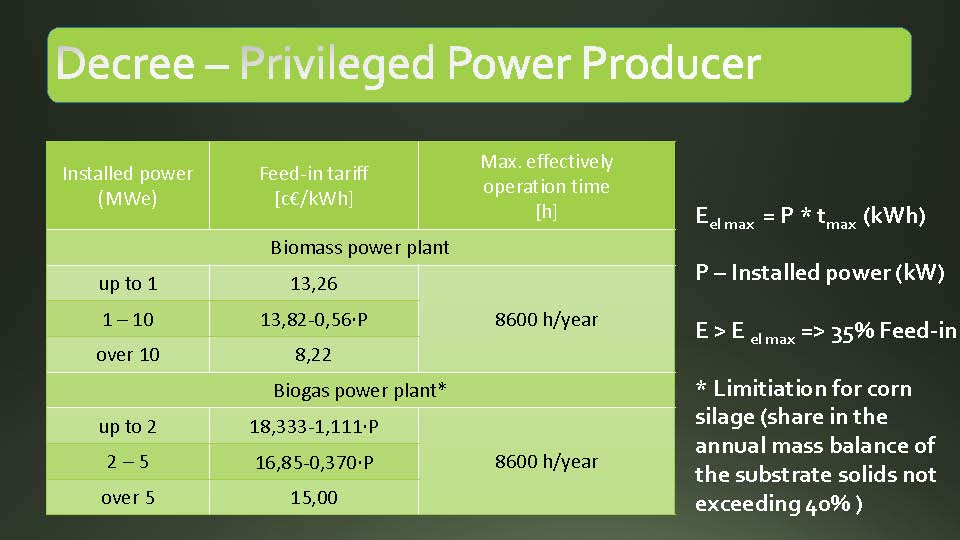 Decree – Privileged Power Producer
Installed power
(MWe)
Feed-in tariff
[c€/kWh]
Max. effectively
operation time
[h]
Biomass power plant
up to 1
13,26
1 – 10
13,82-0,56·P
8600 h/year
over 10
8,22
Biogas power plant*
up to 2
18,333-1,111·P
2 – 5
16,85-0,370·P
8600 h/year
over 5
15,00
Eel max = P * tmax (kWh)
P – Installed power (kW)
E > E el max => 35% Feed-in
* Limitiation for corn
silage (share in the
annual mass balance of
the substrate solids not
exceeding 40% )